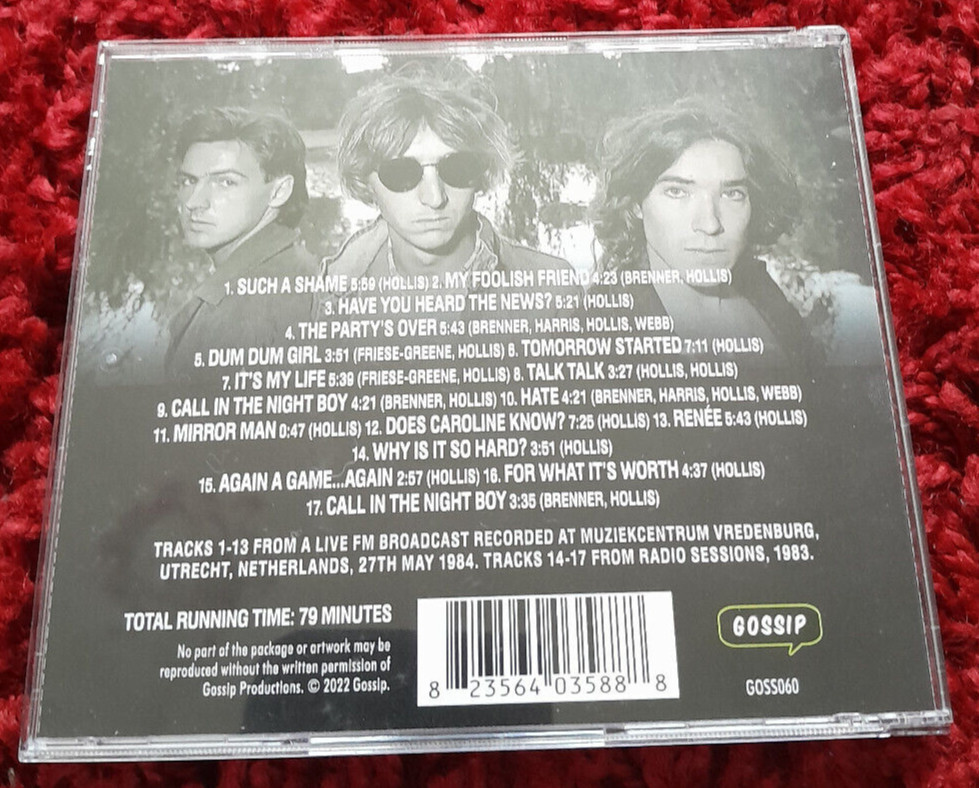 1. SUCH A SHAME 5:59 (HOLLIS) 2. MY FOOLISH FRIEND 4:23 (BRENNER, HOLLIS)
3. HAVE YOU HEARD THE NEWS? 5:21 (HOLLIS)
4. THE PARTY'S OVER 5:43 (BRENNER, HARRIS, HOLLIS, WEBB)
5. DUM DUM GIRL 3:51 (FRIESE-GREENE, HOLLIS) 6. TOMORROW STARTED 7:11 (HOLLIS)
7. IT'S MY LIFE 5:39 (FRIESE-GREENE, HOLLIS) 8. TALK TALK 3:27 (HOLLIS, HOLLIS)
9. CALL IN THE NIGHT BOY 4:21 (BRENNER, HOLLIS) 10. HATE 4:21 (BRENNER, HARRIS, HOLLIS, WEBB)
11. MIRROR MAN 0:47 (HOLLIS) 12. DOES CAROLINE KNOW? 7:25 (HOLLIS) 13. RENÉE 5:43 (HOLLIS)
14. WHY IS IT SO HARD? 3:51 (HOLLIS)
15. AGAIN A GAME...AGAIN 2:57 (HOLLIS) 16. FOR WHAT IT'S WORTH 4:37 (HOLLIS)
17. CALL IN THE NIGHT BOY 3:35 (BRENNER, HOLLIS)
TRACKS 1-13 FROM A LIVE FM BROADCAST RECORDED AT MUZIEKCENTRUM VREDENBURG,
UTRECHT, NETHERLANDS, 27TH MAY 1984. TRACKS 14-17 FROM RADIO SESSIONS, 1983.
TOTAL RUNNING TIME: 79 MINUTES
No part of the package or artwork may be
reproduced without the written permission of
Gossip Productions. © 2022 Gossip.
8 23564 03588 8
GOSSIP
GOSS060